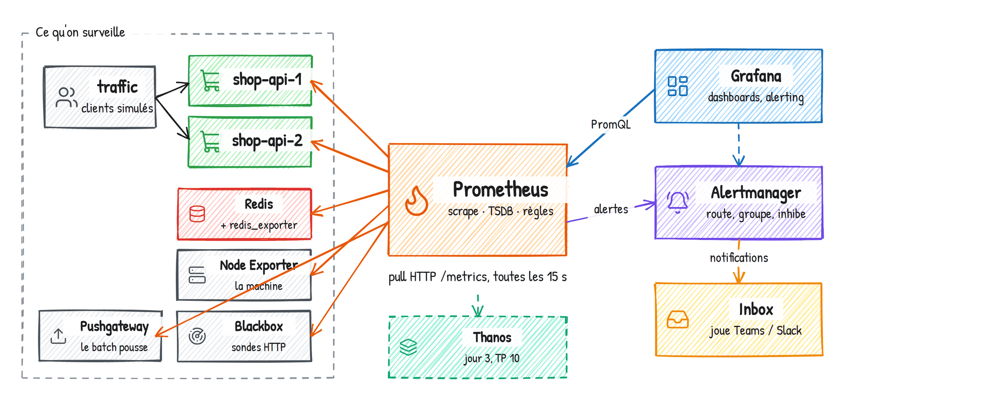 Ce qu'on surveille
traffic
clients simulés
shop-api-1
shop-api-2
Redis
+ redis_exporter
Node Exporter
la machine
Pushgateway
le batch pousse
Blackbox
sondes HTTP
Prometheus
scrape · TSDB · règles
pull HTTP /metrics, toutes les 15 s
Thanos
jour 3, TP 10
PromQL
alertes
Grafana
dashboards, alerting
Alertmanager
route, groupe, inhibe
notifications
Inbox
joue Teams / Slack